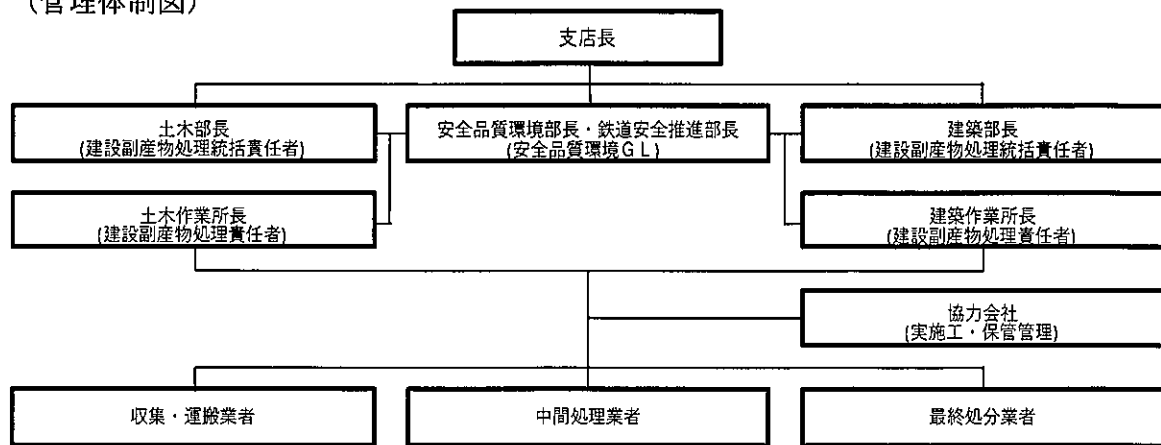 (管理体制図)
支店長
土木部長
(建設副産物処理統括責任者)
安全品質環境部長・鉄道安全推進部長
(安全品質環境GL)
建築部長
(建設副産物処理統括責任者)
土木作業所長
(建設副産物処理責任者)
建築作業所長
(建設副産物処理責任者)
協力会社
(実施工・保管管理)
収集・運搬業者
中間処理業者
最終処分業者